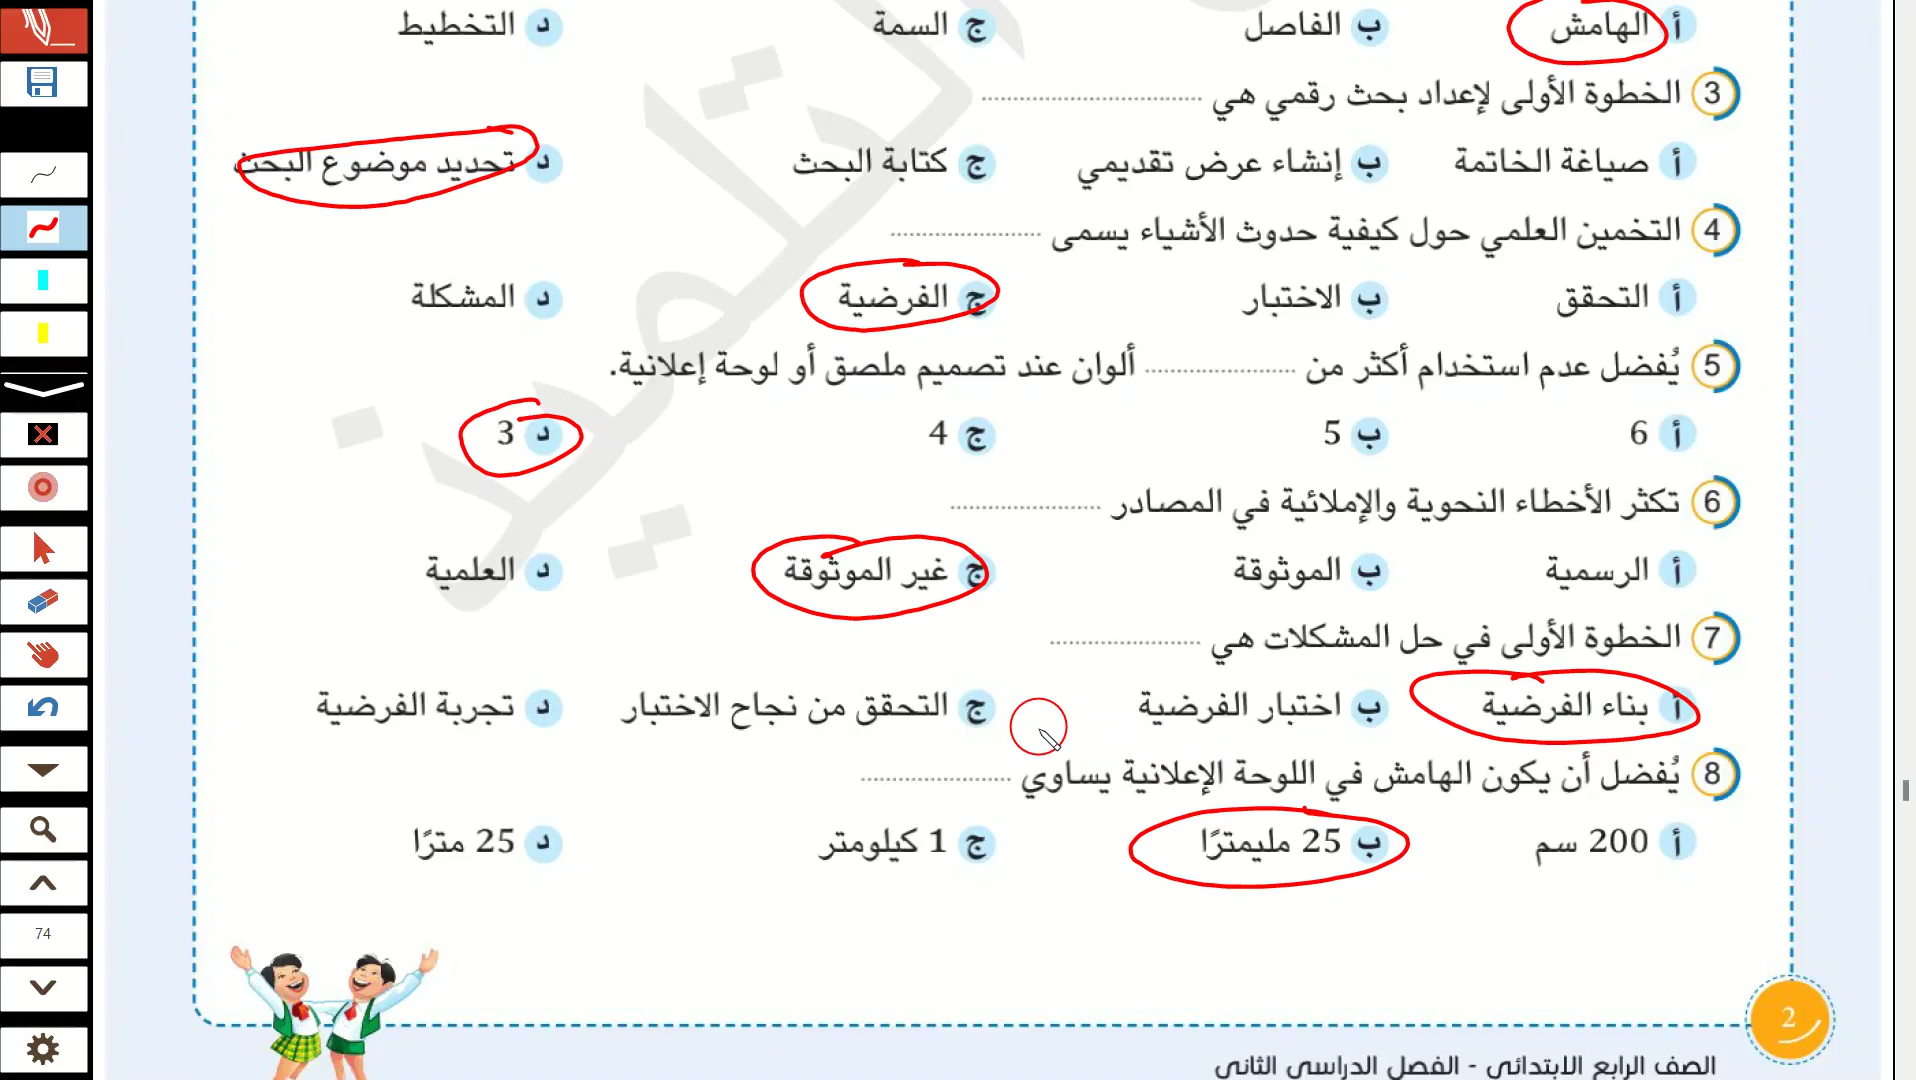 أ الهامش ب الفاصل ج السمة د التخطيط
3 الخطوة الأولى لإعداد بحث رقمي هي ..............................
أ صياغة الخاتمة ب إنشاء عرض تقديمي ج كتابة البحث د تحديد موضوع البحث
4 التخمين العلمي حول كيفية حدوث الأشياء يسمى ..............................
أ التحقق ب الاختبار ج الفرضية د المشكلة
5 يُفضل عدم استخدام أكثر من .............................. ألوان عند تصميم ملصق أو لوحة إعلانية.
أ 6 ب 5 ج 4 د 3
6 تكثر الأخطاء النحوية والإملائية في المصادر ..............................
أ الرسمية ب الموثوقة ج غير الموثوقة د العلمية
7 الخطوة الأولى في حل المشكلات هي ..............................
أ بناء الفرضية ب اختبار الفرضية ج التحقق من نجاح الاختبار د تجربة الفرضية
8 يُفضل أن يكون الهامش في اللوحة الإعلانية يساوي ..............................
أ 200 سم ب 25 مليمترًا ج 1 كيلومتر د 25 مترًا
74
2
الصف الرابع الابتدائي - الفصل الدراسي الثاني